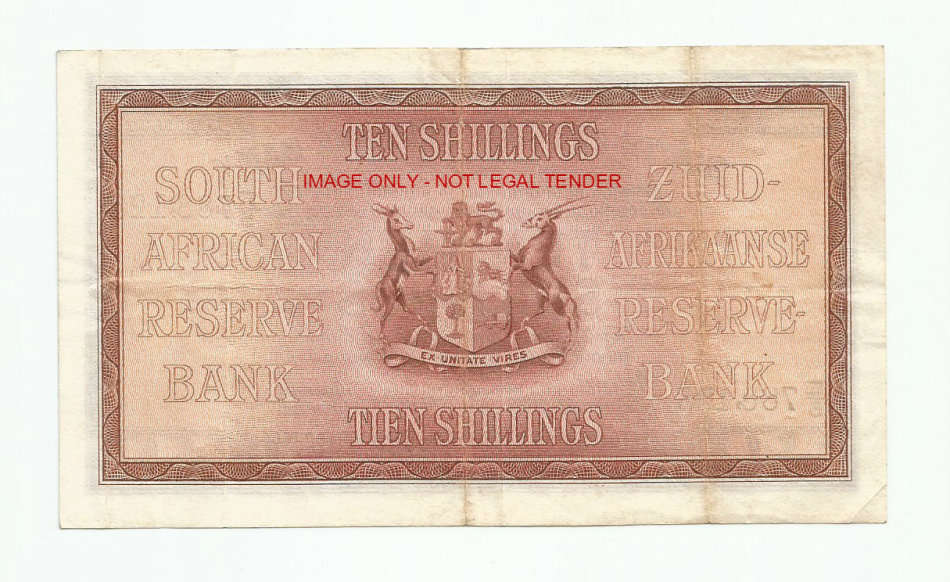 TEN SHILLINGS
IMAGE ONLY - NOT LEGAL TENDER
SOUTH
AFRICAN
RESERVE
BANK
ZUID-
AFRIKAANSE
RESERVE-
BANK
EX UNITATE VIRES
TIEN SHILLINGS